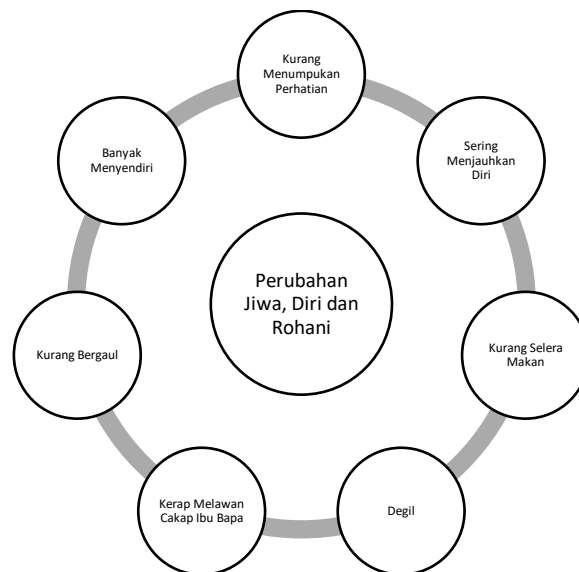 Kurang
Menumpukan
Perhatian
Sering
Menjauhkan
Diri
Kurang Selera
Makan
Degil
Kerap Melawan
Cakap Ibu Bapa
Kurang Bergaul
Banyak
Menyendiri
Perubahan
Jiwa, Diri dan
Rohani